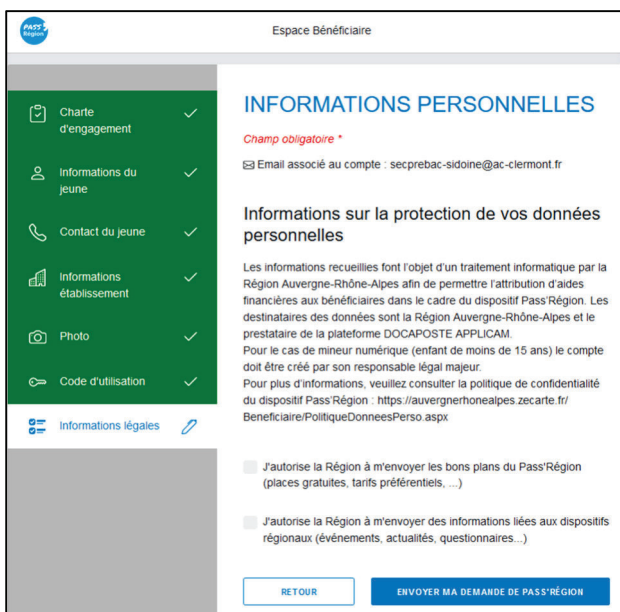 PASS'
Région
Espace Bénéficiaire
Charte
d'engagement
Informations du
jeune
Contact du jeune
Informations
établissement
Photo
Code d'utilisation
Informations légales
INFORMATIONS PERSONNELLES
Champ obligatoire *
Email associé au compte : secprebac-sidoine@ac-clermont.fr
Informations sur la protection de vos données
personnelles
Les informations recueillies font l'objet d'un traitement informatique par la
Région Auvergne-Rhône-Alpes afin de permettre l'attribution d'aides
financières aux bénéficiaires dans le cadre du dispositif Pass'Région. Les
destinataires des données sont la Région Auvergne-Rhône-Alpes et le
prestataire de la plateforme DOCAPOSTE APPLICAM.
Pour le cas de mineur numérique (enfant de moins de 15 ans) le compte
doit être créé par son responsable légal majeur.
Pour plus d'informations, veuillez consulter la politique de confidentialité
du dispositif Pass'Région : https://auvergnerhonealpes.zecarte.fr/
Beneficiaire/PolitiqueDonneesPerso.aspx
J'autorise la Région à m'envoyer les bons plans du Pass'Région
(places gratuites, tarifs préférentiels, ...)
J'autorise la Région à m'envoyer des informations liées aux dispositifs
régionaux (événements, actualités, questionnaires...)
RETOUR
ENVOYER MA DEMANDE DE PASS'RÉGION